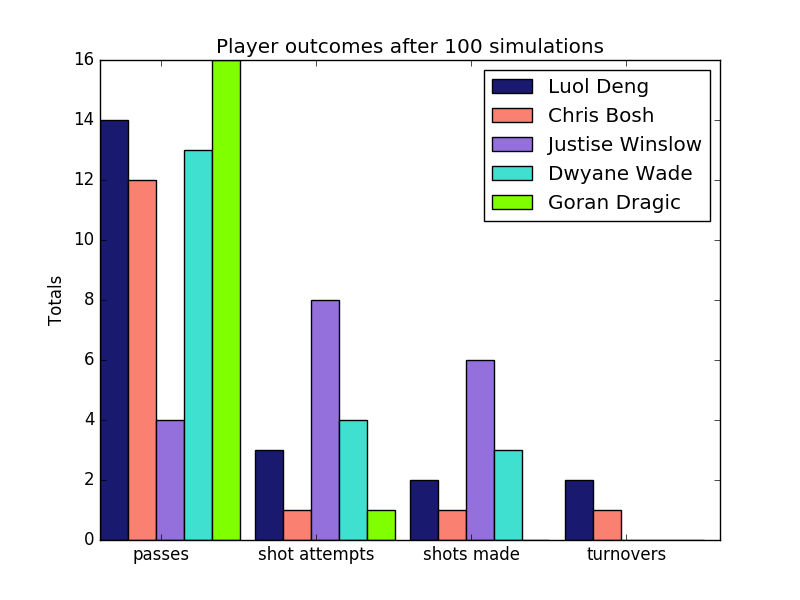 Player outcomes after 100 simulations
Luol Deng
Chris Bosh
Justise Winslow
Dwyane Wade
Goran Dragic
Totals
16
14
12
10
8
6
4
2
0
passes shot attempts shots made turnovers